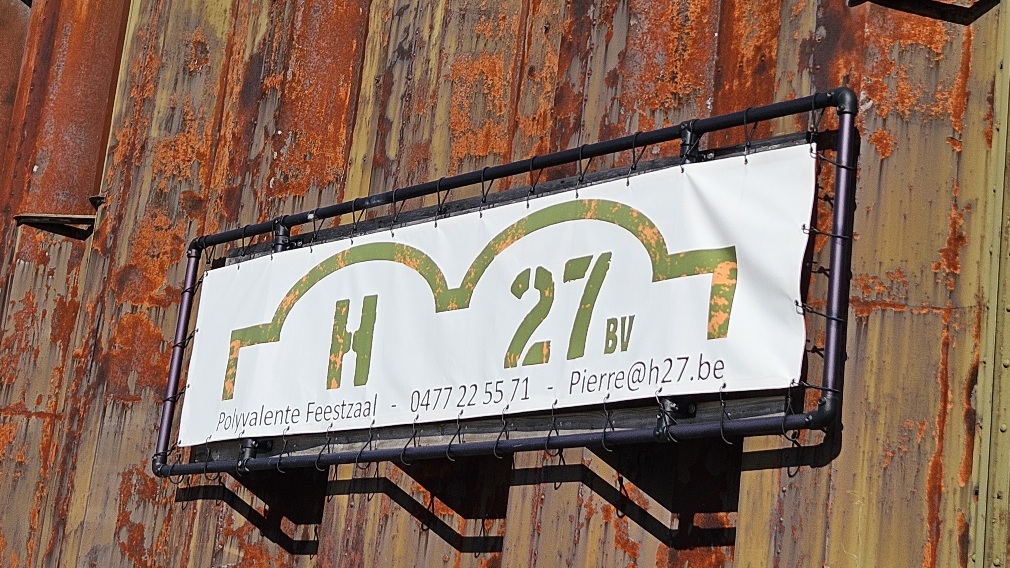 H 27 BV
Polyvalente Feestzaal - 0477 22 55 71 - Pierre@h27.be